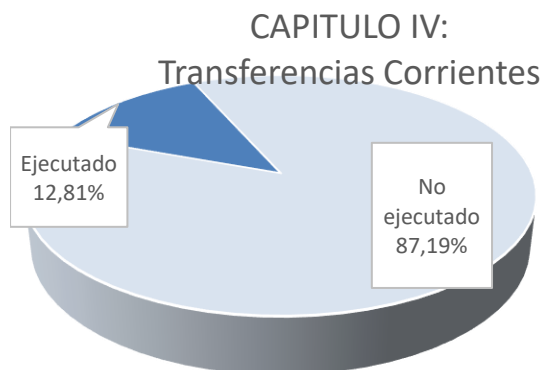 CAPITULO IV:
Transferencias Corrientes
Ejecutado
12,81%
No
ejecutado
87,19%